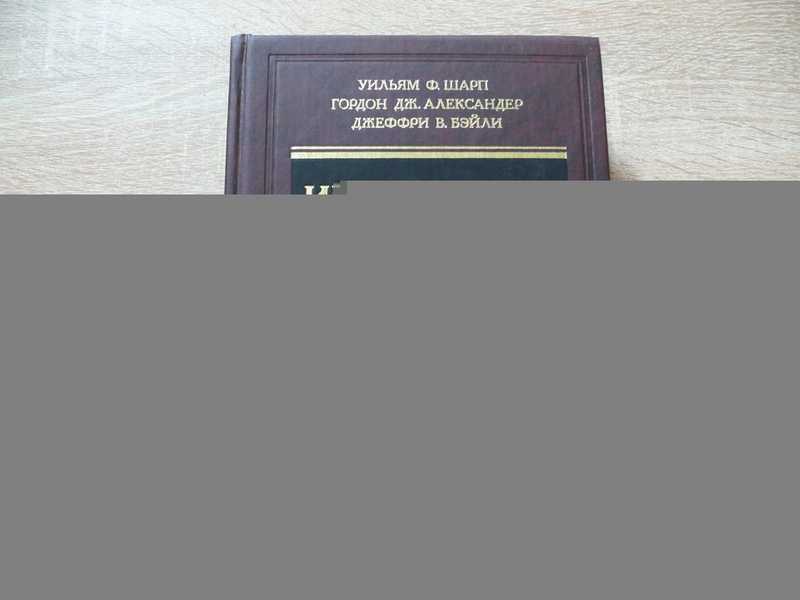 УИЛЬЯМ Ф. ШАРП
ГОРДОН ДЖ. АЛЕКСАНДЕР
ДЖЕФФРИ В. БЭЙЛИ